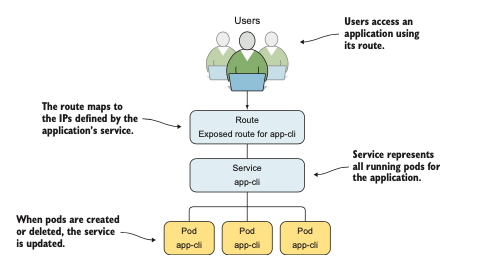 Users
Users access an
application using
its route.
The route maps to
the IPs defined by the
application's service.
Route
Exposed route for app-cli
Service
app-cli
Service represents
all running pods for
the application.
When pods are created
or deleted, the service
is updated.
Pod
app-cli
Pod
app-cli
Pod
app-cli